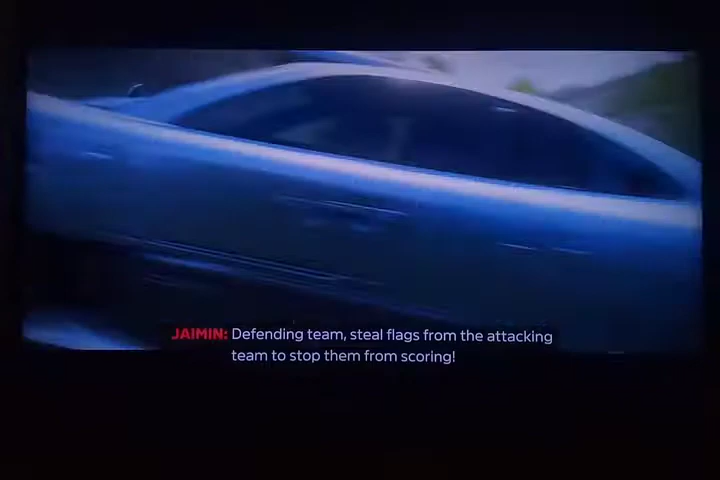 JAIMIN: Defending team, steal flags from the attacking
team to stop them from scoring!